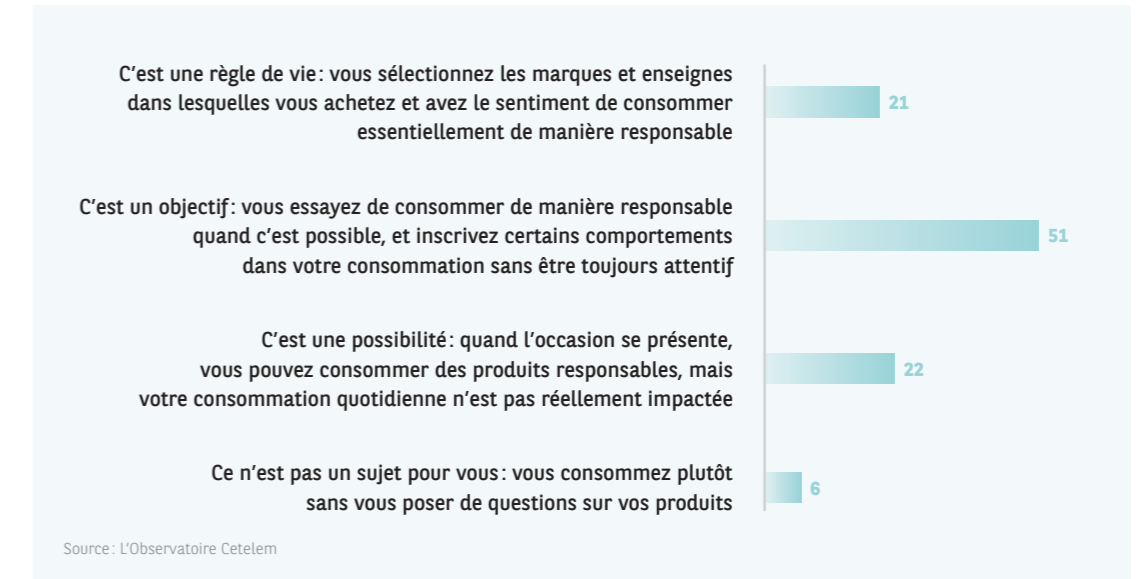 C’est une règle de vie : vous sélectionnez les marques et enseignes
dans lesquelles vous achetez et avez le sentiment de consommer
essentiellement de manière responsable
21
C’est un objectif : vous essayez de consommer de manière responsable
quand c’est possible, et inscrivez certains comportements
dans votre consommation sans être toujours attentif
51
C’est une possibilité : quand l’occasion se présente,
vous pouvez consommer des produits responsables, mais
votre consommation quotidienne n’est pas réellement impactée
22
Ce n’est pas un sujet pour vous : vous consommez plutôt
sans vous poser de questions sur vos produits
6
Source : L’Observatoire Cetelem